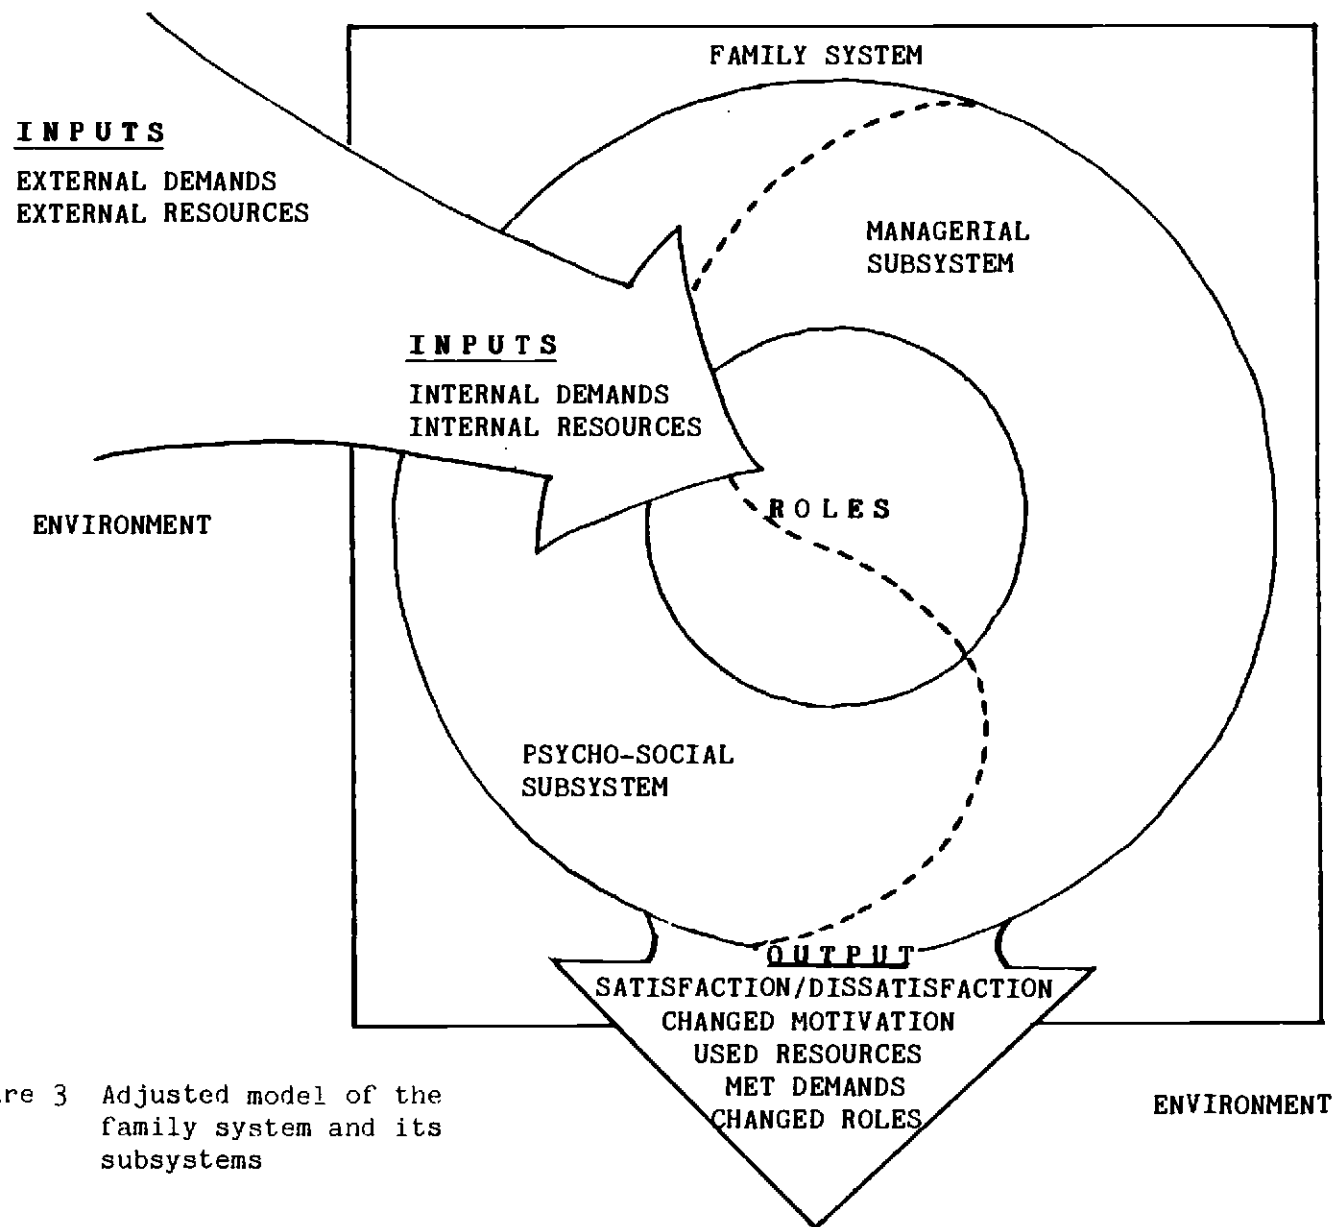 FAMILY SYSTEM
INPUTS
EXTERNAL DEMANDS
EXTERNAL RESOURCES
MANAGERIAL
SUBSYSTEM
INPUTS
INTERNAL DEMANDS
INTERNAL RESOURCES
ROLES
ENVIRONMENT
PSYCHO-SOCIAL
SUBSYSTEM
OUTPUT
SATISFACTION/DISSATISFACTION
CHANGED MOTIVATION
USED RESOURCES
MET DEMANDS
CHANGED ROLES
ENVIRONMENT
re 3 Adjusted model of the
family system and its
subsystems